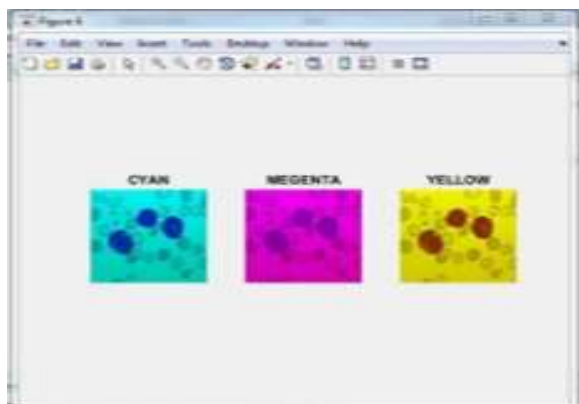 Figure 6
File Edit View Insert Tools Desktop Window Help
CYAN MEGENTA YELLOW